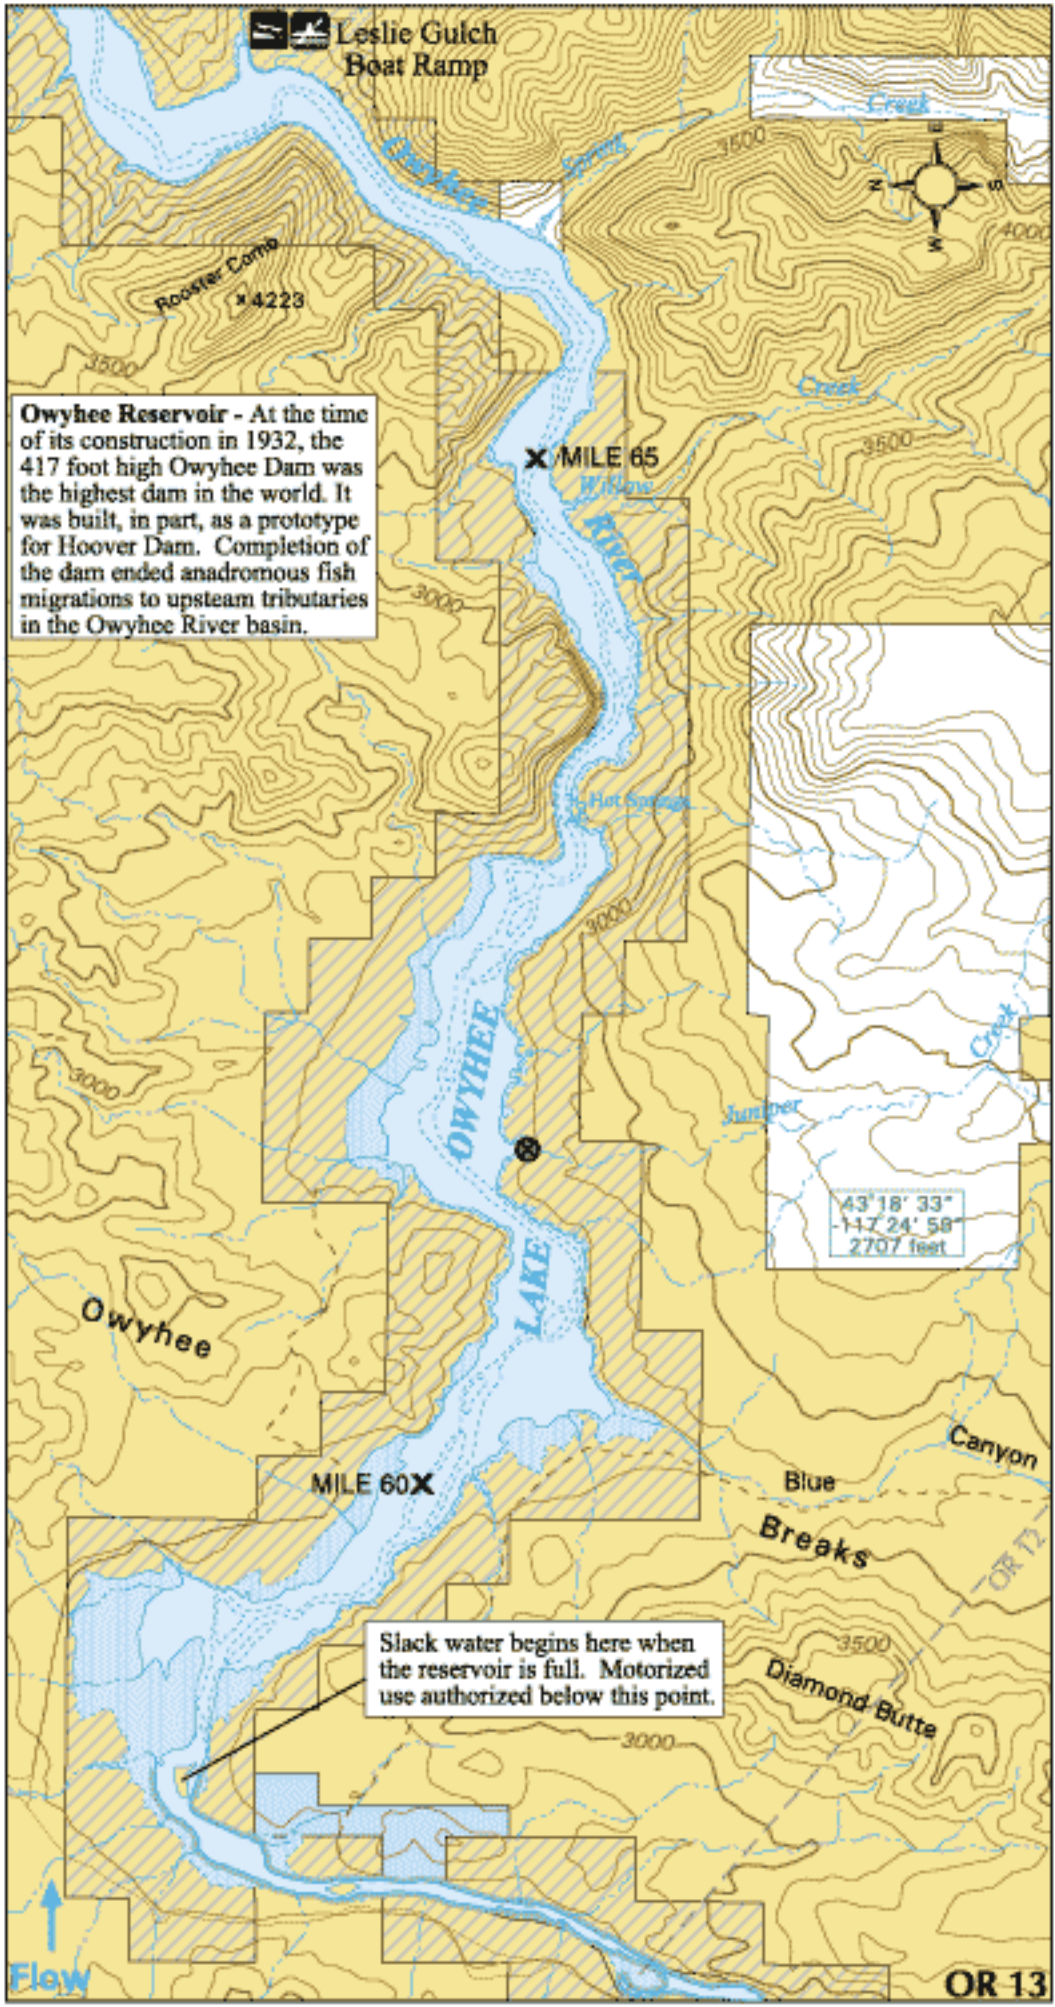 Leslie Gulch
Boat Ramp
Creek
Spring
3500
Owyhee
E
N
S
W
4000
Rooster Comb
x 4223
3500
Creek
3500
Owyhee Reservoir - At the time
of its construction in 1932, the
417 foot high Owyhee Dam was
the highest dam in the world. It
was built, in part, as a prototype
for Hoover Dam. Completion of
the dam ended anadromous fish
migrations to upsteam tributaries
in the Owyhee River basin.
X MILE 65
Willow
River
3000
Hot Springs
3000
OWYHEE
Creek
3000
Juniper
43°18' 33"
-117°24' 58"
2707 feet
LAKE
Owyhee
Canyon
MILE 60X
Blue
Breaks
OR 12
Slack water begins here when
the reservoir is full. Motorized
use authorized below this point.
3500
Diamond Butte
3000
Flow
OR 13